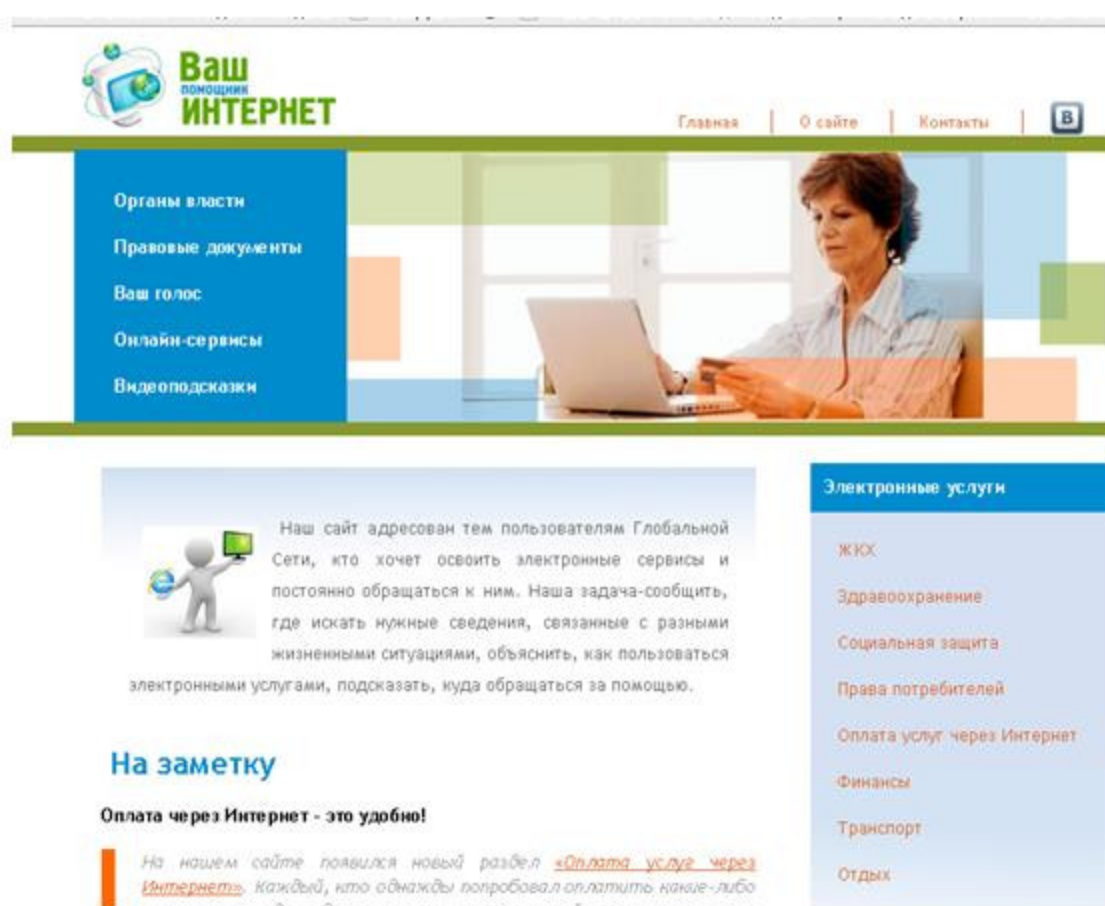 Ваш
помощник
ИНТЕРНЕТ
Главная
О сайте
Контакты
B
Органы власти
Правовые документы
Ваш голос
Онлайн-сервисы
Видеоподсказки
Наш сайт адресован тем пользователям Глобальной
Сети, кто хочет освоить электронные сервисы и
постоянно обращаться к ним. Наша задача-сообщить,
где искать нужные сведения, связанные с разными
жизненными ситуациями, объяснить, как пользоваться
электронными услугами, подсказать, куда обращаться за помощью.
На заметку
Оплата через Интернет - это удобно!
На нашем сайте появился новый раздел «Оплата услуг через
Интернет». Каждый, кто однажды попробовал оплатить какие-либо
Электронные услуги
ЖКХ
Здравоохранение
Социальная защита
Права потребителей
Оплата услуг через Интернет
Финансы
Транспорт
Отдых